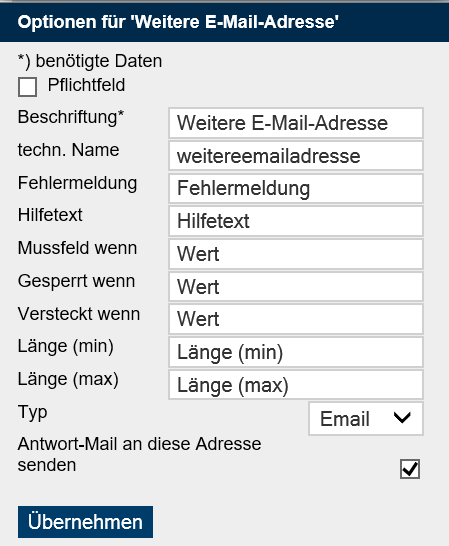 Optionen für 'Weitere E-Mail-Adresse'
*) benötigte Daten
Pflichtfeld
Beschriftung* Weitere E-Mail-Adresse
techn. Name weitereemailadresse
Fehlermeldung Fehlermeldung
Hilfetext Hilfetext
Mussfeld wenn Wert
Gesperrt wenn Wert
Versteckt wenn Wert
Länge (min) Länge (min)
Länge (max) Länge (max)
Typ Email
Antwort-Mail an diese Adresse
senden
Übernehmen